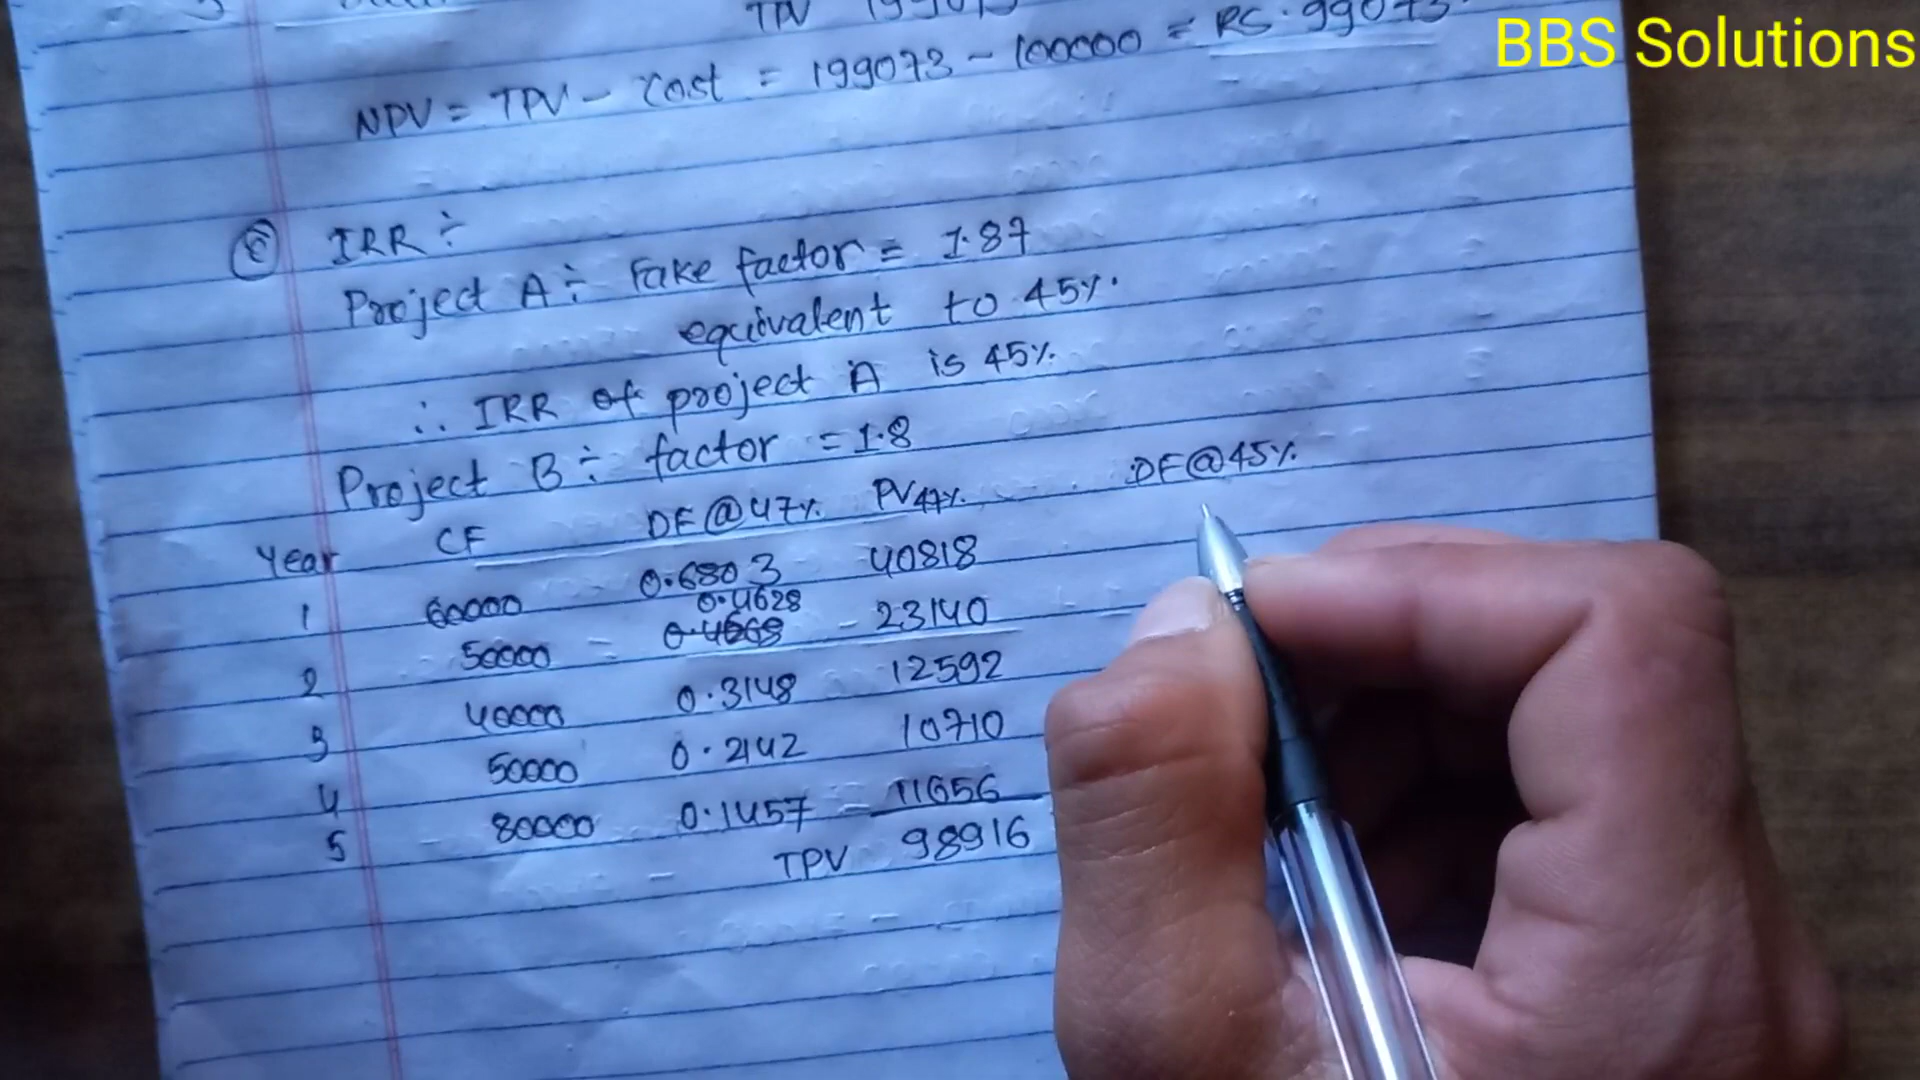 BBS Solutions
TPV 199073
NPV = TPV - Cost = 199073 - 100000 = RS. 99073.
IRR ÷
Project A ÷ Fake factor = 1.87
equivalent to 45%.
∴ IRR of project A is 45%.
Project B ÷ factor = 1.8
Year CF DF@47% PV47% DF@45%
1 60000 0.6803 40818
0.4628
2 50000 = 23140
3 40000 0.3148 12592
4 50000 0.2142 10710
5 80000 0.1457 11656
TPV 98916